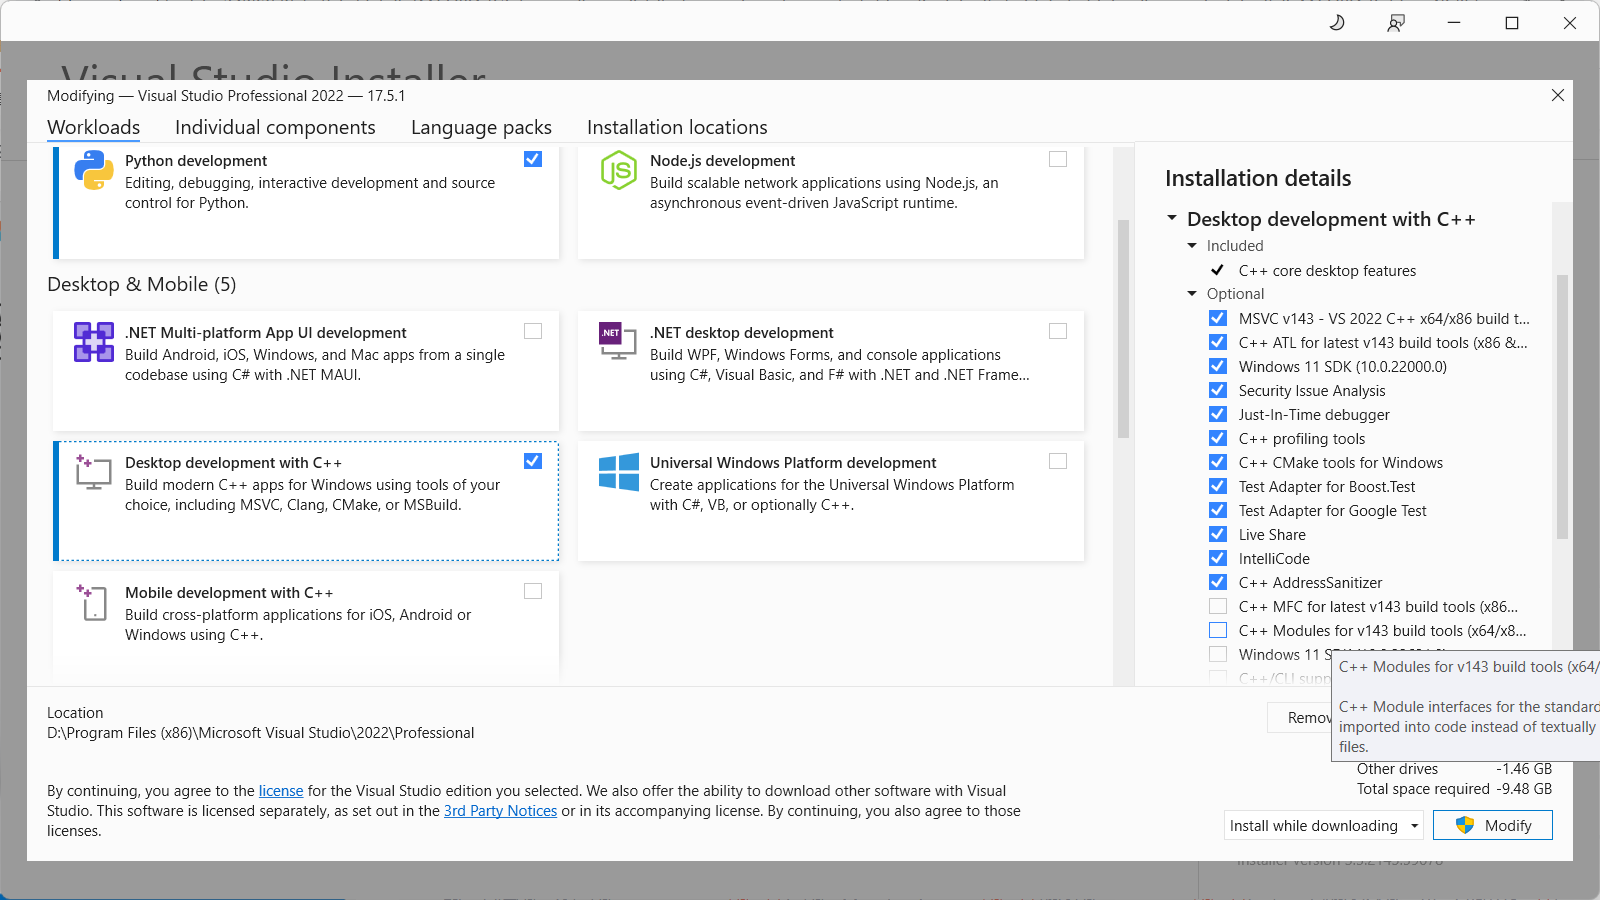 Visual Studio Installer
Modifying — Visual Studio Professional 2022 — 17.5.1
Workloads
Individual components
Language packs
Installation locations
Python development
Editing, debugging, interactive development and source
control for Python.
JS
Node.js development
Build scalable network applications using Node.js, an
asynchronous event-driven JavaScript runtime.
Desktop & Mobile (5)
.NET Multi-platform App UI development
Build Android, iOS, Windows, and Mac apps from a single
codebase using C# with .NET MAUI.
.NET
.NET desktop development
Build WPF, Windows Forms, and console applications
using C#, Visual Basic, and F# with .NET and .NET Frame...
Desktop development with C++
Build modern C++ apps for Windows using tools of your
choice, including MSVC, Clang, CMake, or MSBuild.
Universal Windows Platform development
Create applications for the Universal Windows Platform
with C#, VB, or optionally C++.
Mobile development with C++
Build cross-platform applications for iOS, Android or
Windows using C++.
Installation details
Desktop development with C++
Included
C++ core desktop features
Optional
MSVC v143 - VS 2022 C++ x64/x86 build t...
C++ ATL for latest v143 build tools (x86 &...
Windows 11 SDK (10.0.22000.0)
Security Issue Analysis
Just-In-Time debugger
C++ profiling tools
C++ CMake tools for Windows
Test Adapter for Boost.Test
Test Adapter for Google Test
Live Share
IntelliCode
C++ AddressSanitizer
C++ MFC for latest v143 build tools (x86...
C++ Modules for v143 build tools (x64/x8...
Windows 11
C++/CLI supp
C++ Modules for v143 build tools (x64/
C++ Module interfaces for the standard
imported into code instead of textually
files.
Location
D:\Program Files (x86)\Microsoft Visual Studio\2022\Professional
Remov
Other drives -1.46 GB
Total space required -9.48 GB
By continuing, you agree to the license for the Visual Studio edition you selected. We also offer the ability to download other software with Visual
Studio. This software is licensed separately, as set out in the 3rd Party Notices or in its accompanying license. By continuing, you also agree to those
licenses.
Install while downloading
Modify